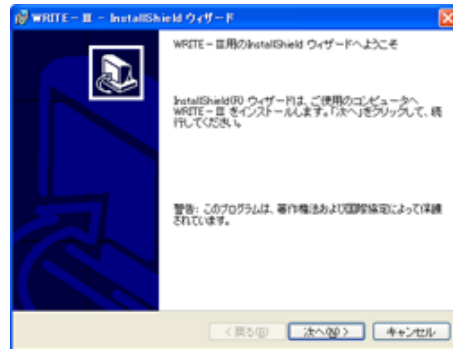 WRITE－Ⅲ － InstallShield ウィザード
WRITE－Ⅲ用のInstallShield ウィザードへようこそ
InstallShield(R) ウィザードは、ご使用のコンピュータへ
WRITE－Ⅲ をインストールします。「次へ」をクリックして、続
行してください。
警告: このプログラムは、著作権法および国際協定によって保護
されています。
< 戻る(B) 次へ(N) > キャンセル